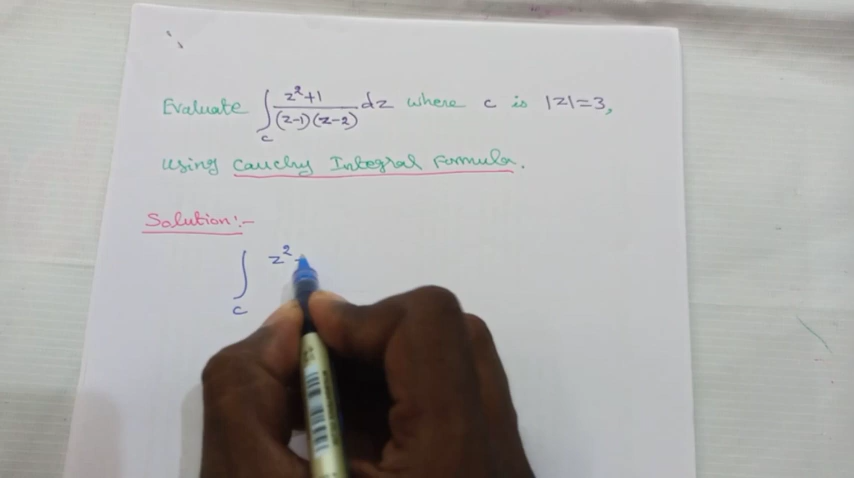 Evaluate ∫_C (z²+1)/((z-1)(z-2)) dz where c is |z|=3,
using Cauchy Integral Formula.
Solution:-
∫_C z²-